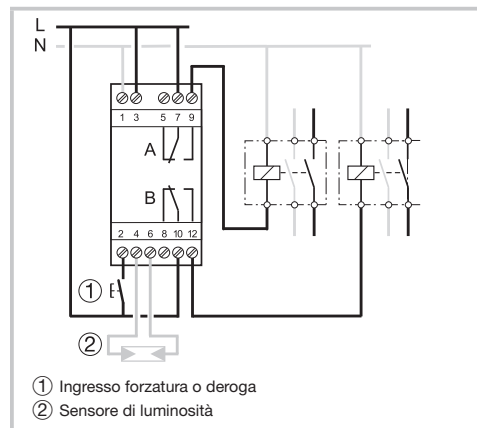 L
N
1 3 5 7 9
A
B
2 4 6 8 10 12
1
2
1 Ingresso forzatura o deroga
2 Sensore di luminosità